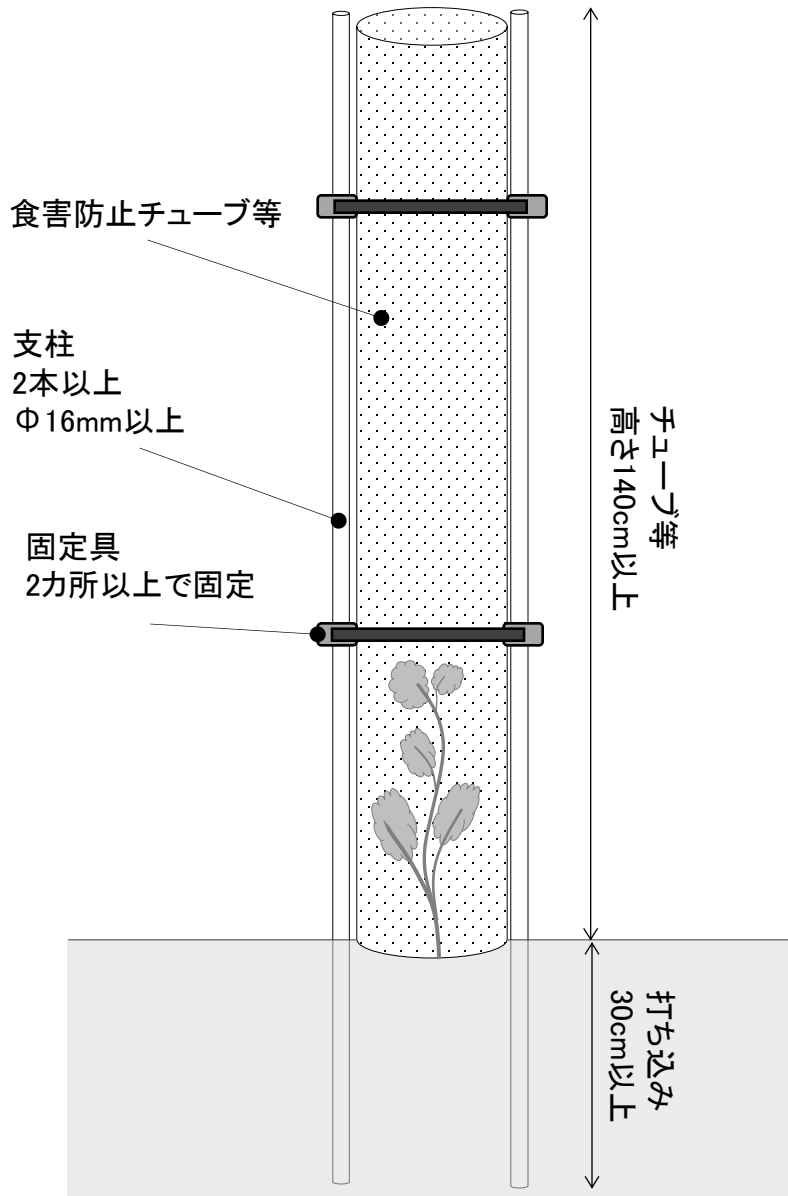 食害防止チューブ等
支柱
2本以上
Φ16mm以上
固定具
2カ所以上で固定
チューブ等
高さ140cm以上
打ち込み
30cm以上